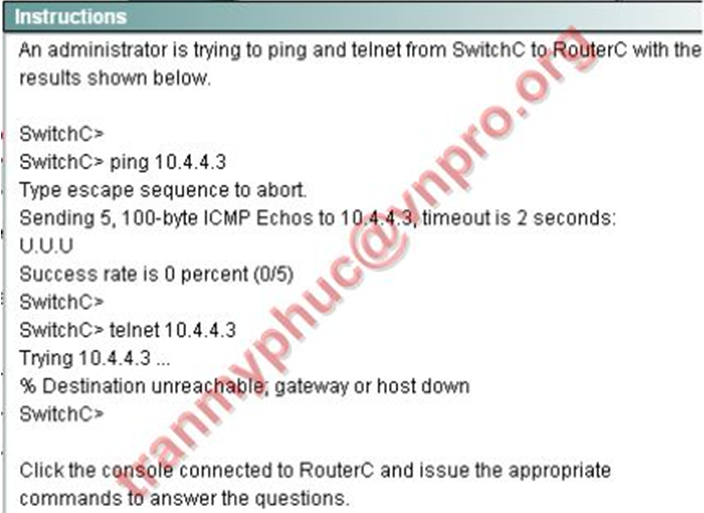 Instructions
An administrator is trying to ping and telnet from SwitchC to RouterC with the
results shown below.
SwitchC>
SwitchC> ping 10.4.4.3
Type escape sequence to abort.
Sending 5, 100-byte ICMP Echos to 10.4.4.3, timeout is 2 seconds:
U.U.U
Success rate is 0 percent (0/5)
SwitchC>
SwitchC> telnet 10.4.4.3
Trying 10.4.4.3 ...
% Destination unreachable; gateway or host down
SwitchC>
Click the console connected to RouterC and issue the appropriate
commands to answer the questions.
tranmyphuc@vnpro.org